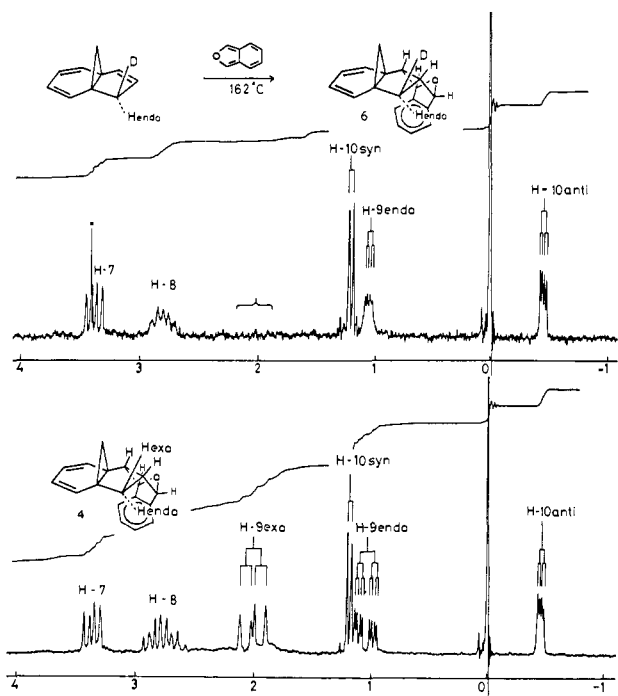 D
Hendo
O
162°C
H
D
H
H
O
H
Hendo
6
H-10syn
H-9endo
H-10anti
H-7
H-8
4 3 2 1 0 -1
Hexo
H
H
H
O
H
Hendo
4
H-10syn
H-9exo
H-9endo
H-10anti
H-7
H-8
4 3 2 1 0 -1